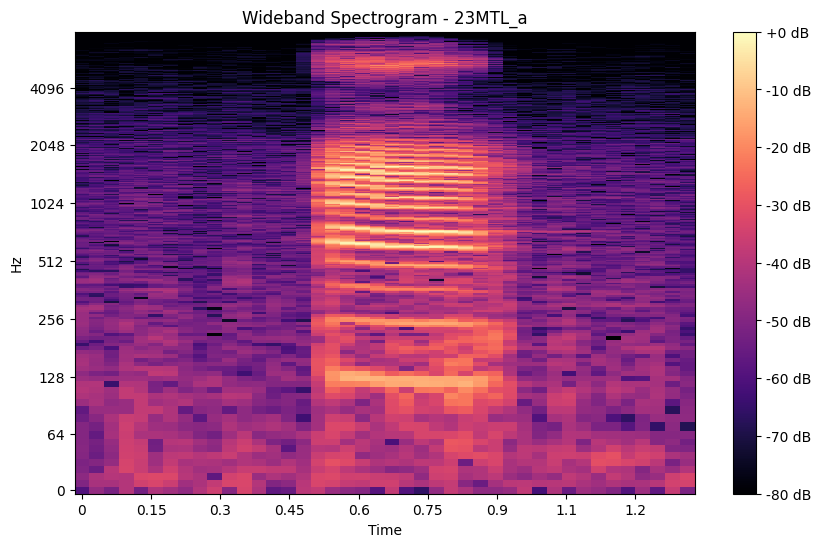 Wideband Spectrogram - 23MTL_a
Hz
4096
2048
1024
512
256
128
64
0
0 0.15 0.3 0.45 0.6 0.75 0.9 1.1 1.2
Time
+0 dB
-10 dB
-20 dB
-30 dB
-40 dB
-50 dB
-60 dB
-70 dB
-80 dB